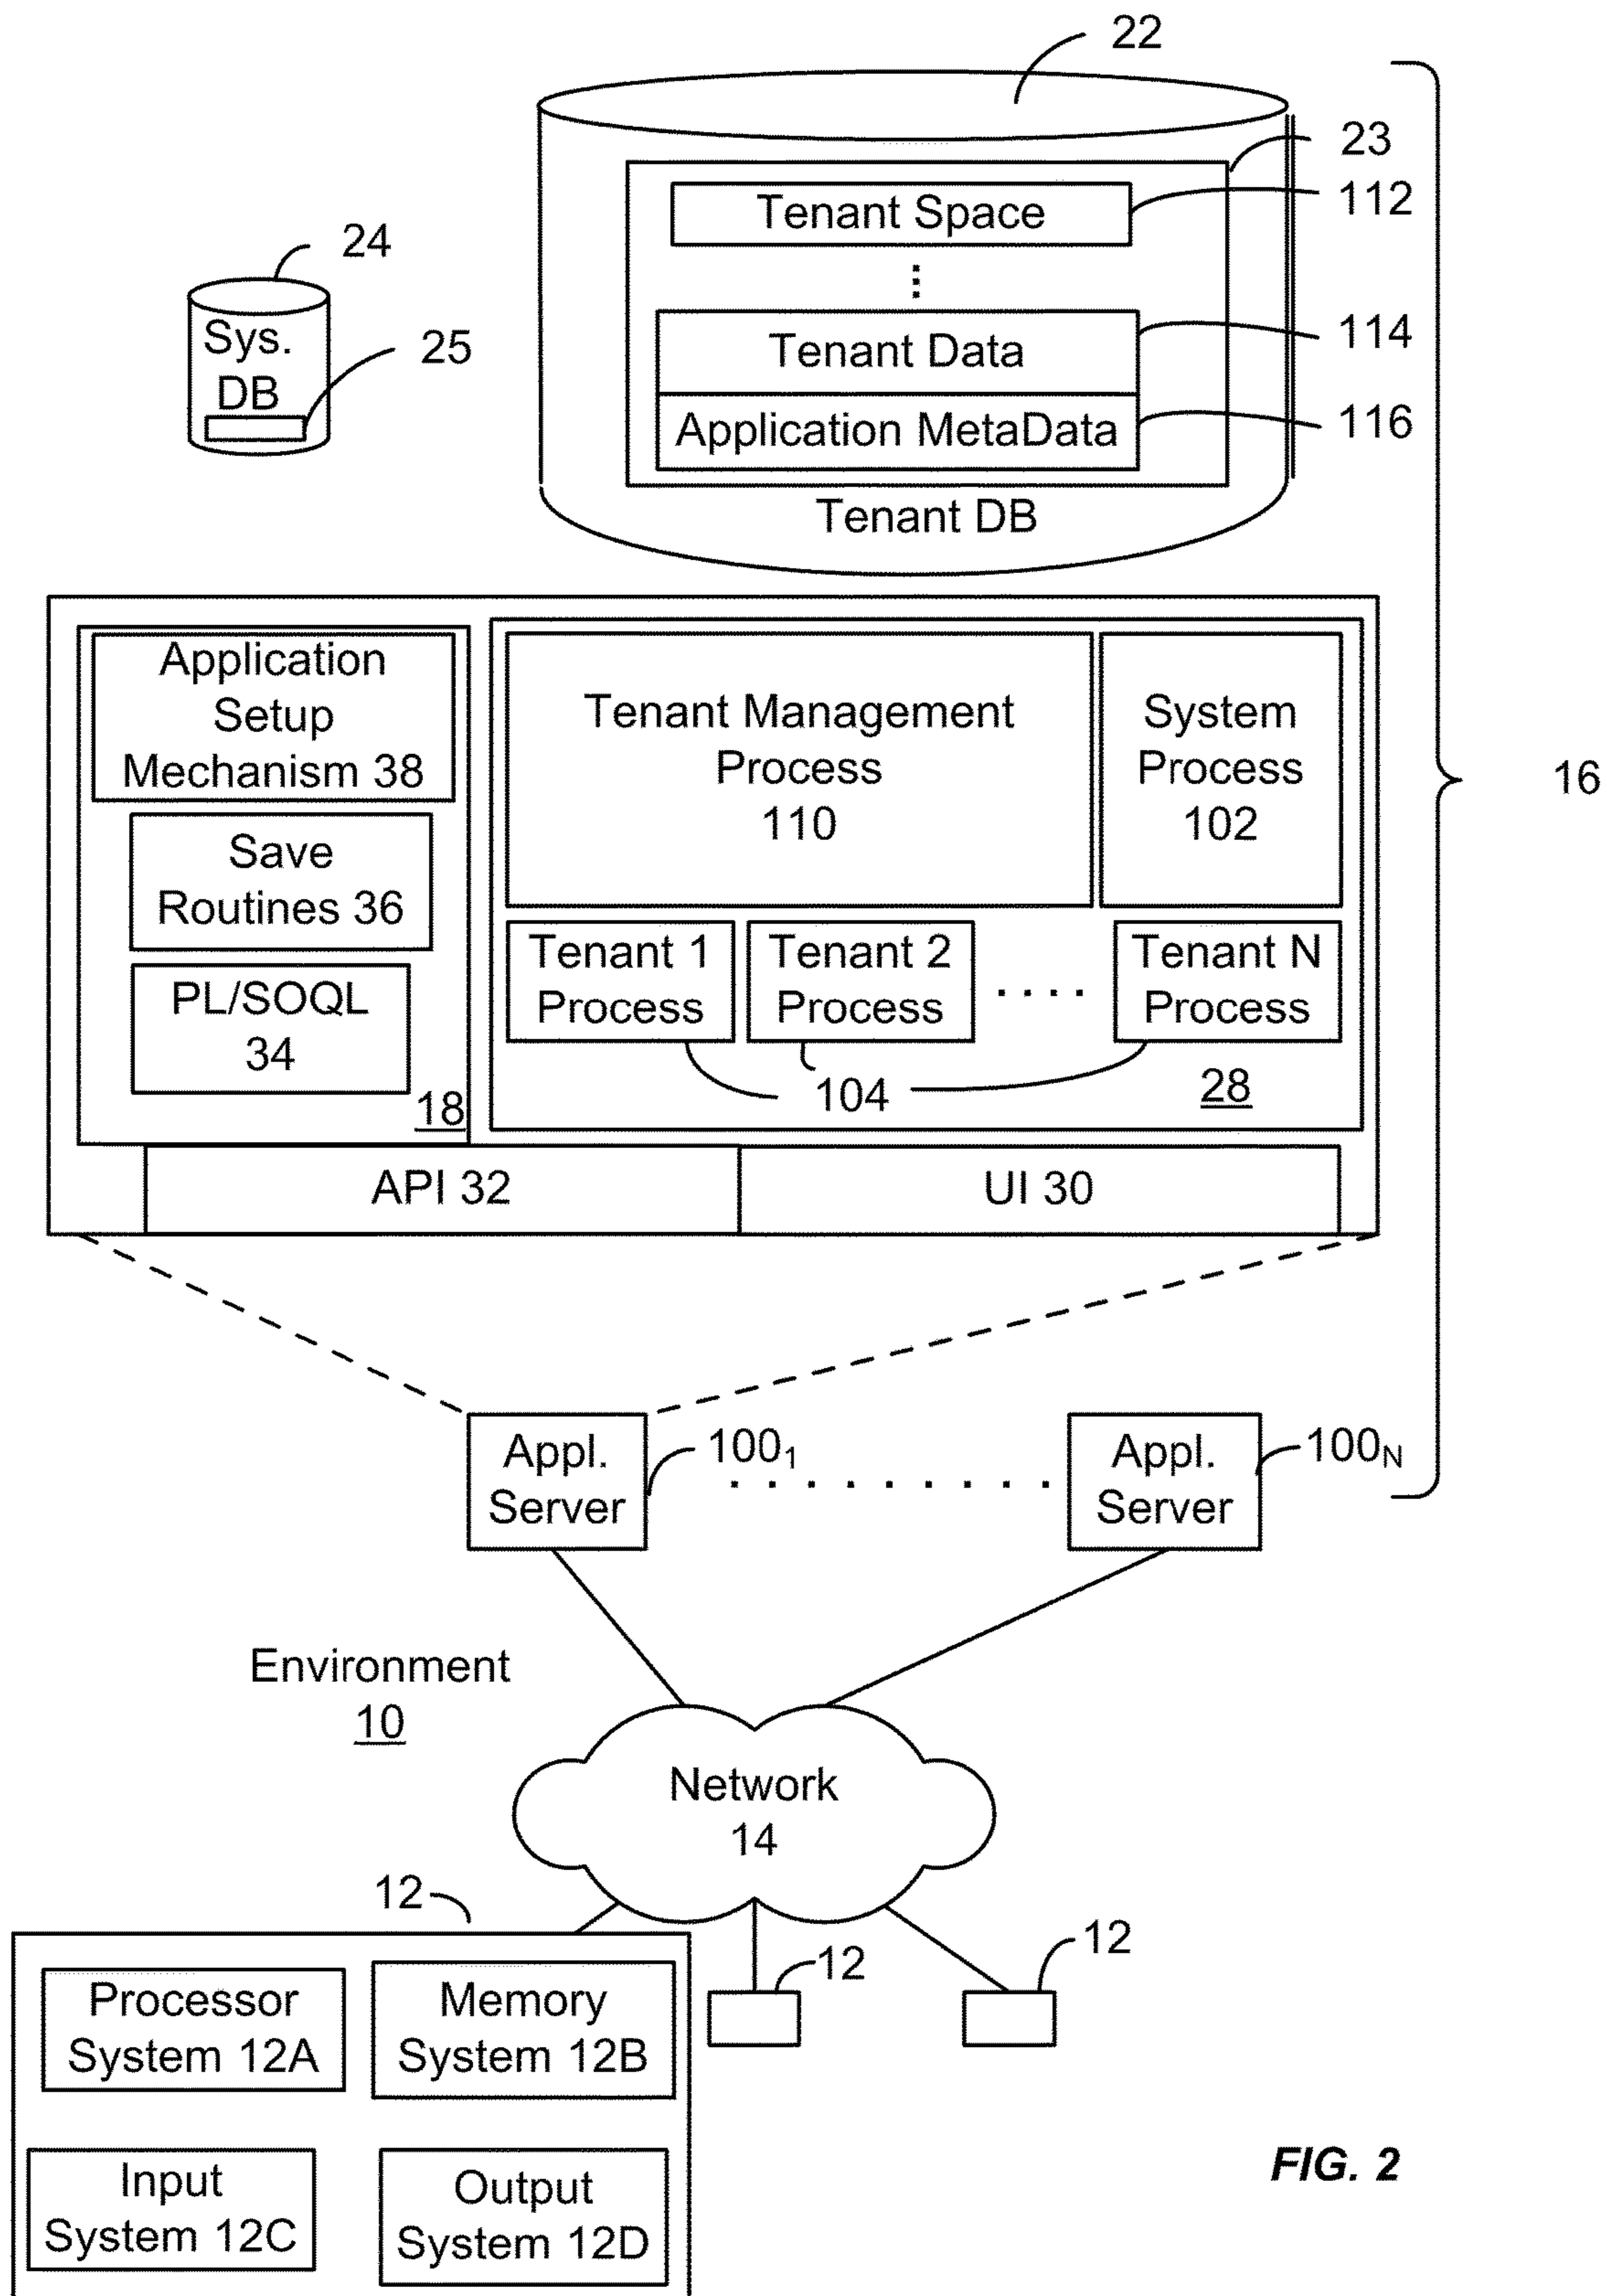 22
23
Tenant Space
112
24
Sys.
DB
25
Tenant Data
114
Application MetaData
116
Tenant DB
Application
Setup
Mechanism 38
Tenant Management
Process
110
System
Process
102
16
Save
Routines 36
Tenant 1
Process
Tenant 2
Process
....
Tenant N
Process
PL/SOQL
34
104
18
28
API 32
UI 30
Appl.
Server
100₁
.........
Appl.
Server
100N
Environment
10
Network
14
12
12
12
Processor
System 12A
Memory
System 12B
Input
System 12C
Output
System 12D
FIG. 2